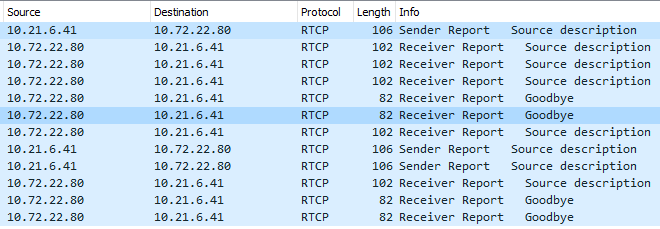 Source Destination Protocol Length Info
10.21.6.41 10.72.22.80 RTCP 106 Sender Report Source description
10.72.22.80 10.21.6.41 RTCP 102 Receiver Report Source description
10.72.22.80 10.21.6.41 RTCP 102 Receiver Report Source description
10.72.22.80 10.21.6.41 RTCP 102 Receiver Report Source description
10.72.22.80 10.21.6.41 RTCP 82 Receiver Report Goodbye
10.72.22.80 10.21.6.41 RTCP 82 Receiver Report Goodbye
10.72.22.80 10.21.6.41 RTCP 102 Receiver Report Source description
10.21.6.41 10.72.22.80 RTCP 106 Sender Report Source description
10.21.6.41 10.72.22.80 RTCP 106 Sender Report Source description
10.72.22.80 10.21.6.41 RTCP 102 Receiver Report Source description
10.72.22.80 10.21.6.41 RTCP 82 Receiver Report Goodbye
10.72.22.80 10.21.6.41 RTCP 82 Receiver Report Goodbye